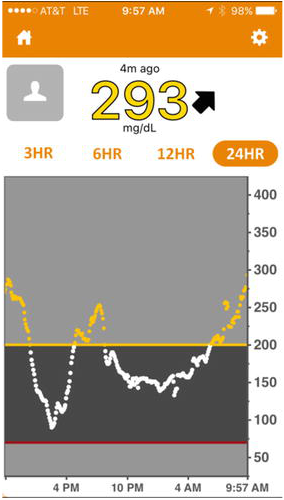 AT&T LTE 9:57 AM 98%
4m ago
293
mg/dL
3HR 6HR 12HR 24HR
400
350
300
250
200
150
100
50
4 PM 10 PM 4 AM 9:57 AM